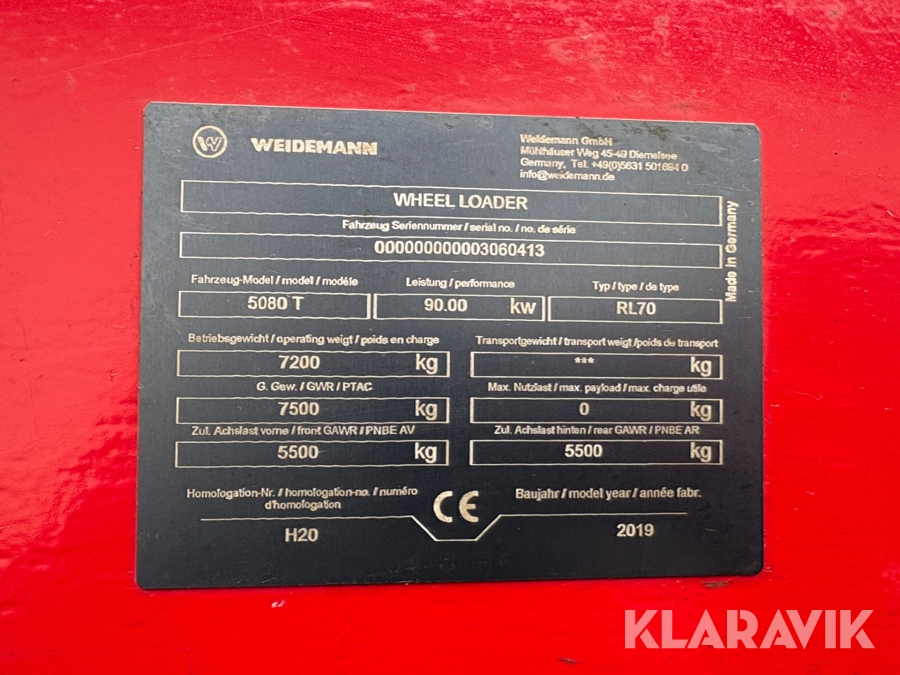 WEIDEMANN
Weidemann GmbH
Mühlhäuser Weg 45-49 Diemelsee
Germany, Tel. +49(0)5631 501694 0
info@weidemann.de
WHEEL LOADER
Fahrzeug Seriennummer / serial no. / no. de série
000000000003060413
Made in Germany
Fahrzeug-Model / model / modéle
5080 T
Leistung / performance
90.00 kw
Typ / type / de type
RL70
Betriebsgewicht / operating weigt / poids en charge
7200 kg
Transportgewicht / transport weigt /poids de transport
*** kg
G. Gew. / GWR / PTAC
7500 kg
Max. Nutzlast / max. payload / max. charge utile
0 kg
Zul. Achslast vorne / front GAWR / PNBE AV
5500 kg
Zul. Achslast hinten / rear GAWR / PNBE AR
5500 kg
Homologation-Nr. / homologation-no. / numéro
d'homologation
H20
CE
Baujahr / model year / année fabr.
2019
KLARAVIK